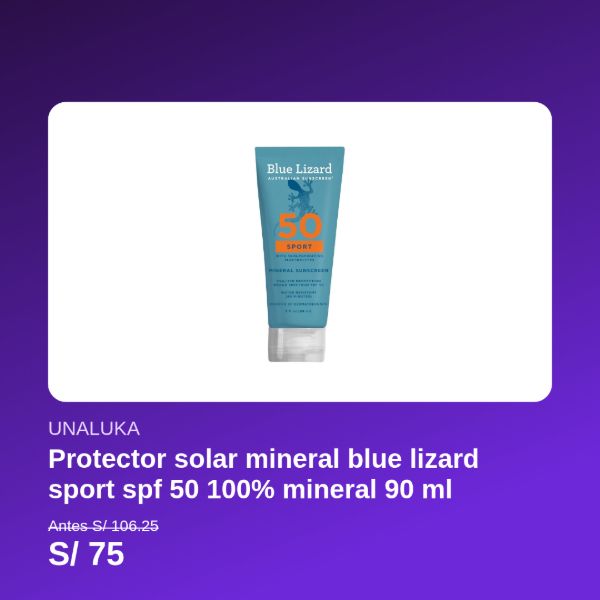 Blue Lizard
AUSTRALIAN SUNSCREEN
50
SPORT
MINERAL SUNSCREEN
UNALUKA
Protector solar mineral blue lizard
sport spf 50 100% mineral 90 ml
Antes S/ 106.25
S/ 75